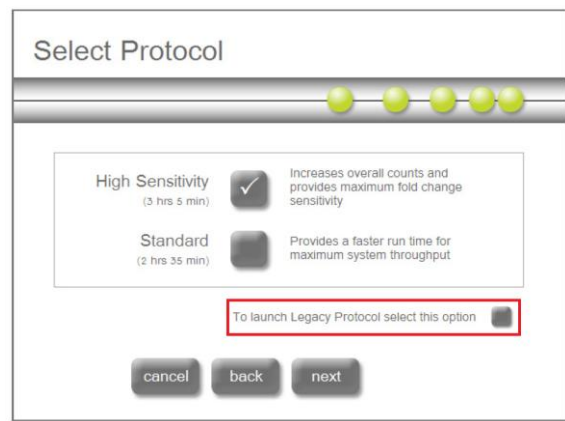 Select Protocol
High Sensitivity
(3 hrs 5 min)
Increases overall counts and
provides maximum fold change
sensitivity
Standard
(2 hrs 35 min)
Provides a faster run time for
maximum system throughput
To launch Legacy Protocol select this option
cancel
back
next